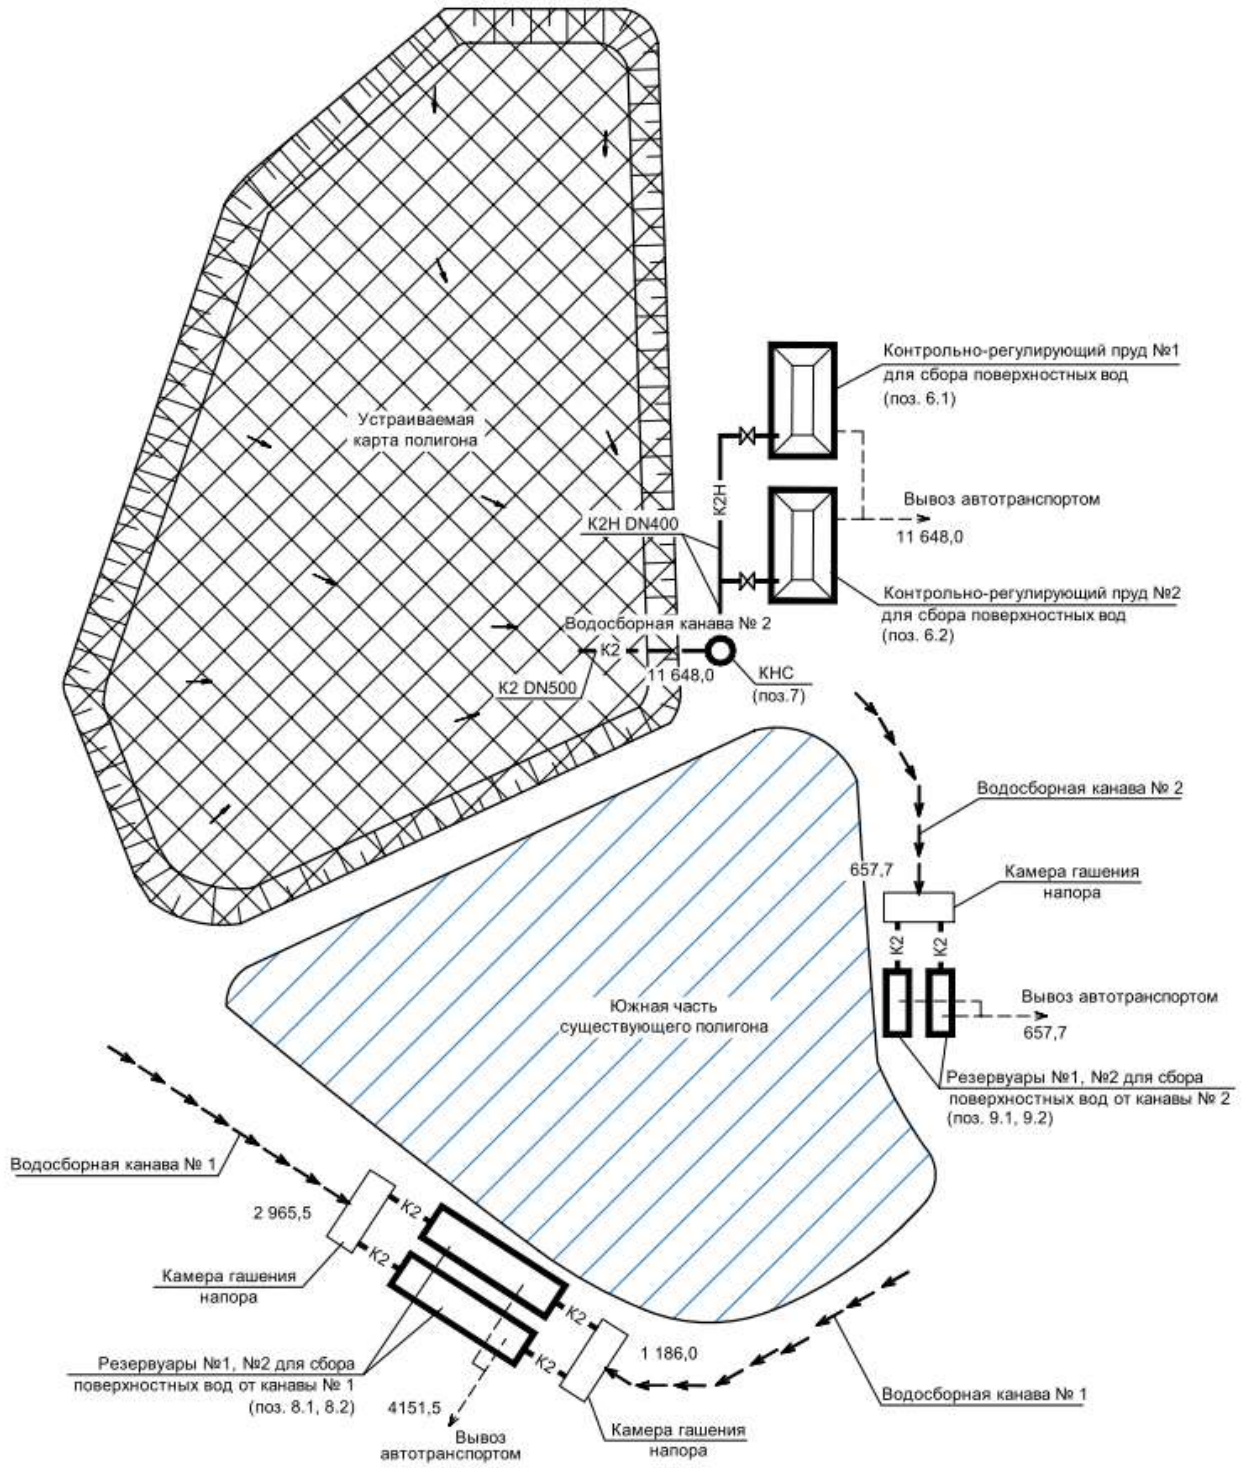 Контрольно-регулирующий пруд №1
для сбора поверхностных вод
(поз. 6.1)
Устраиваемая
карта полигона
К2Н
Вывоз автотранспортом
11 648,0
К2Н DN400
Контрольно-регулирующий пруд №2
для сбора поверхностных вод
(поз. 6.2)
Водосборная канава № 2
К2
11 648,0
КНС
(поз.7)
К2 DN500
Водосборная канава № 2
657,7
Камера гашения
напора
К2
К2
Вывоз автотранспортом
657,7
Южная часть
существующего полигона
Резервуары №1, №2 для сбора
поверхностных вод от канавы № 2
(поз. 9.1, 9.2)
Водосборная канава № 1
2 965,5
К2
К2
Камера гашения
напора
К2
К2
1 186,0
Резервуары №1, №2 для сбора
поверхностных вод от канавы № 1
(поз. 8.1, 8.2)
4151,5
Вывоз
автотранспортом
Водосборная канава № 1
Камера гашения
напора